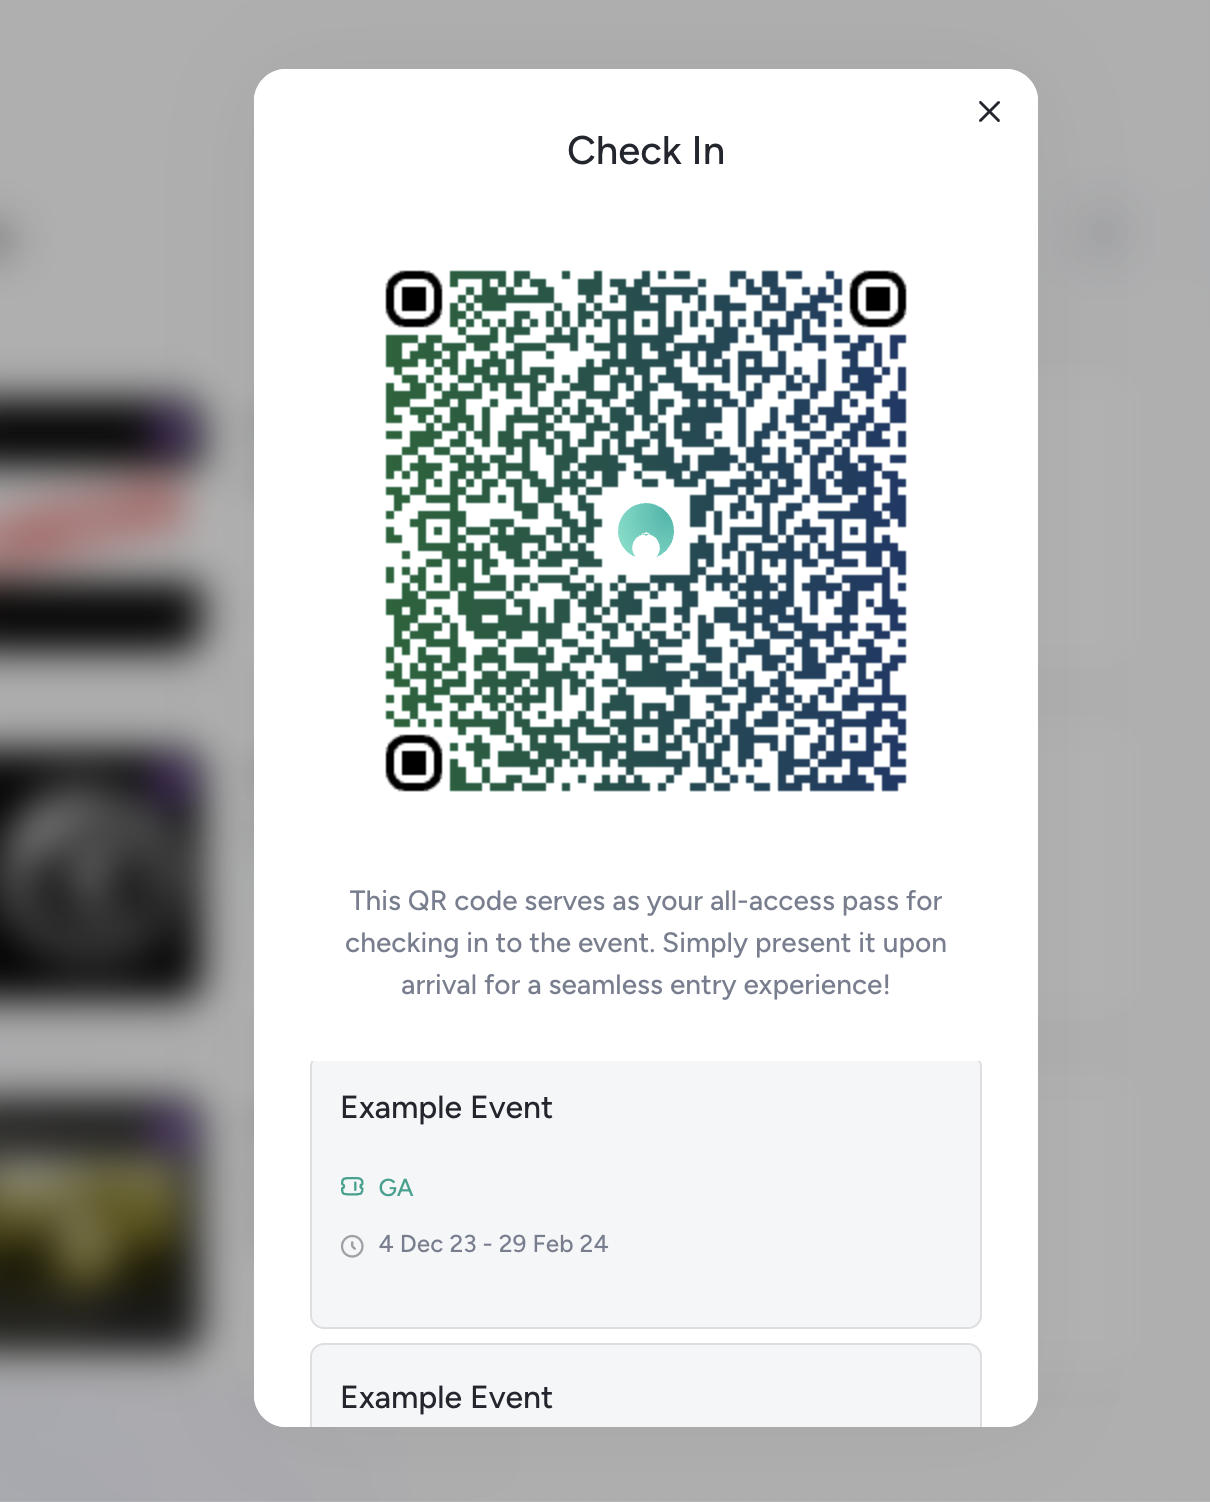 Check In
This QR code serves as your all-access pass for
checking in to the event. Simply present it upon
arrival for a seamless entry experience!
Example Event
GA
4 Dec 23 - 29 Feb 24
Example Event